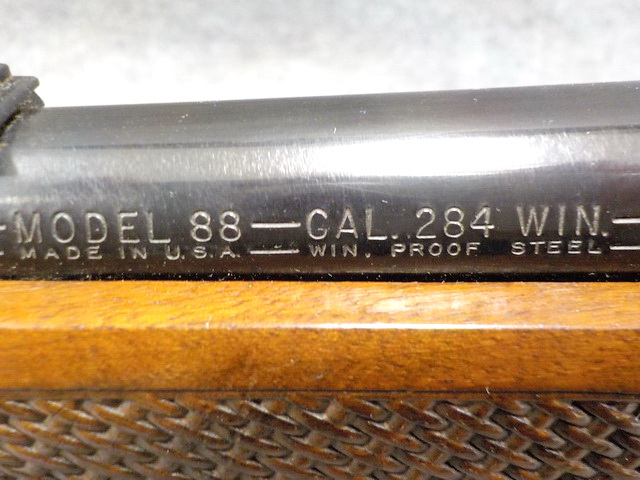 -MODEL 88—CAL. .284 WIN.—
MADE IN U.S.A. — WIN. PROOF STEEL